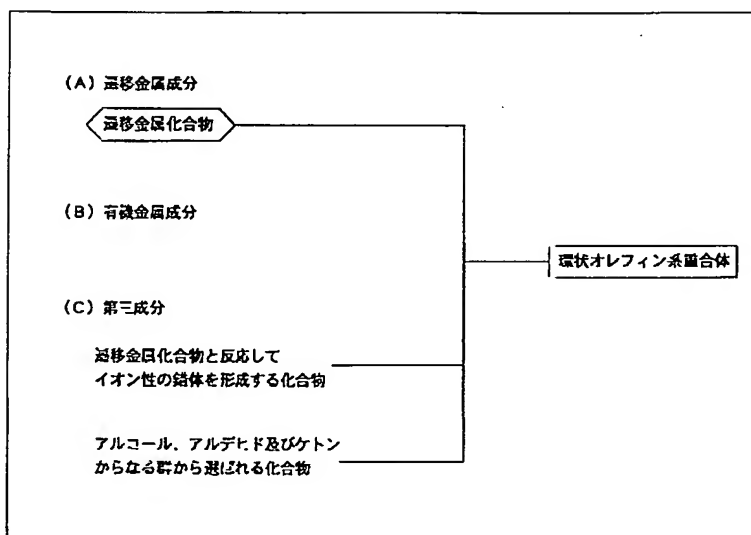 (A) 遷移金属成分
遷移金属化合物
(B) 有機金属成分
環状オレフィン系重合体
(C) 第三成分
遷移金属化合物と反応して
イオン性の錯体を形成する化合物
アルコール、アルデヒド及びケトン
からなる群から選ばれる化合物